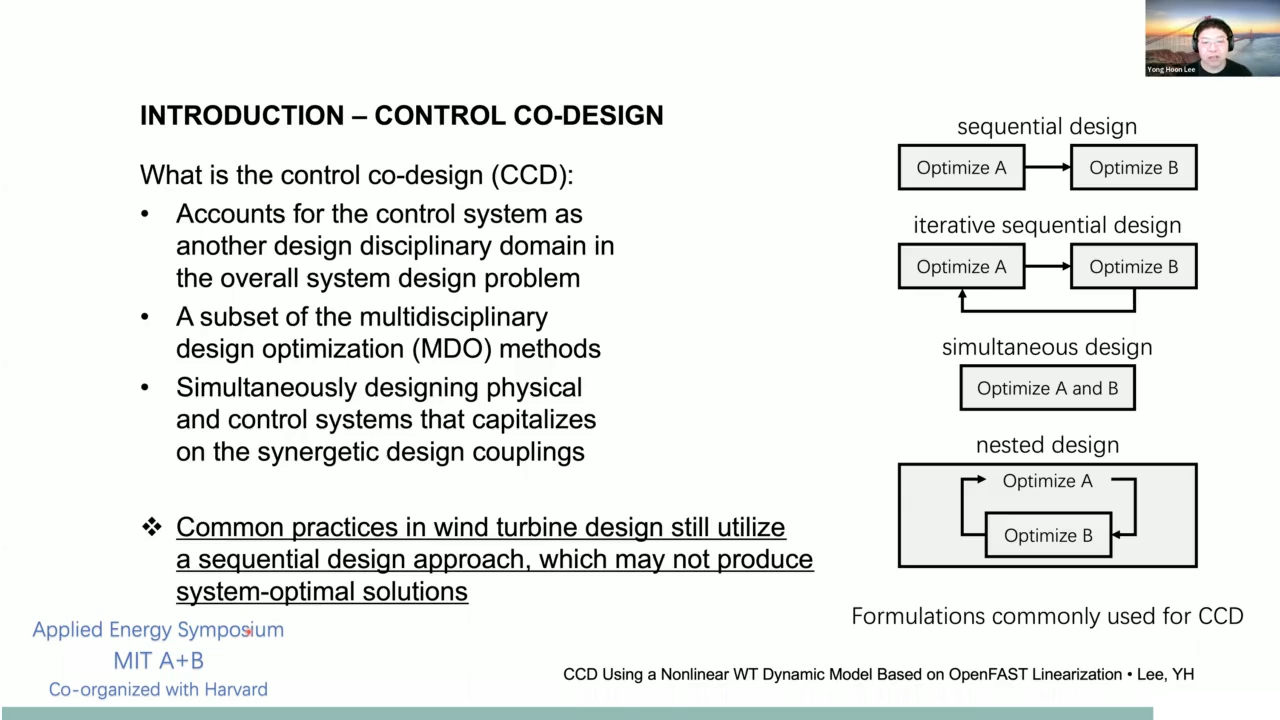 Yong Hoon Lee
INTRODUCTION – CONTROL CO-DESIGN
What is the control co-design (CCD):
• Accounts for the control system as
another design disciplinary domain in
the overall system design problem
• A subset of the multidisciplinary
design optimization (MDO) methods
• Simultaneously designing physical
and control systems that capitalizes
on the synergetic design couplings
❖ Common practices in wind turbine design still utilize
a sequential design approach, which may not produce
system-optimal solutions
sequential design
Optimize A
Optimize B
iterative sequential design
Optimize A
Optimize B
simultaneous design
Optimize A and B
nested design
Optimize A
Optimize B
Formulations commonly used for CCD
Applied Energy Symposium
MIT A+B
Co-organized with Harvard
CCD Using a Nonlinear WT Dynamic Model Based on OpenFAST Linearization • Lee, YH